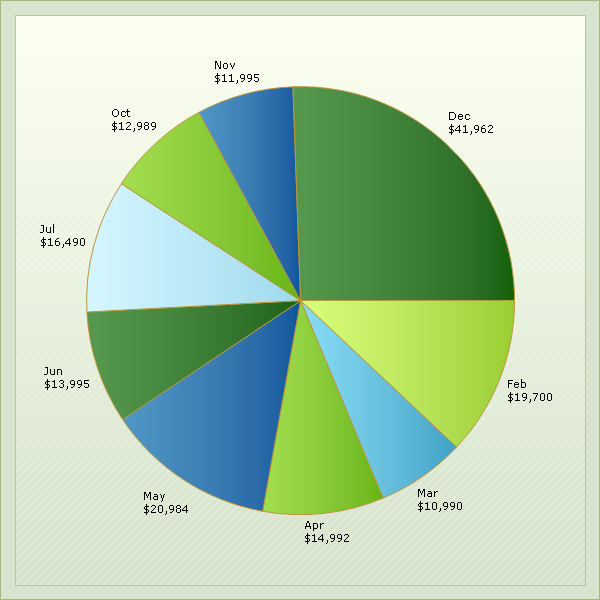 Nov
$11,995
Dec
$41,962
Oct
$12,989
Jul
$16,490
Jun
$13,995
Feb
$19,700
May
$20,984
Mar
$10,990
Apr
$14,992